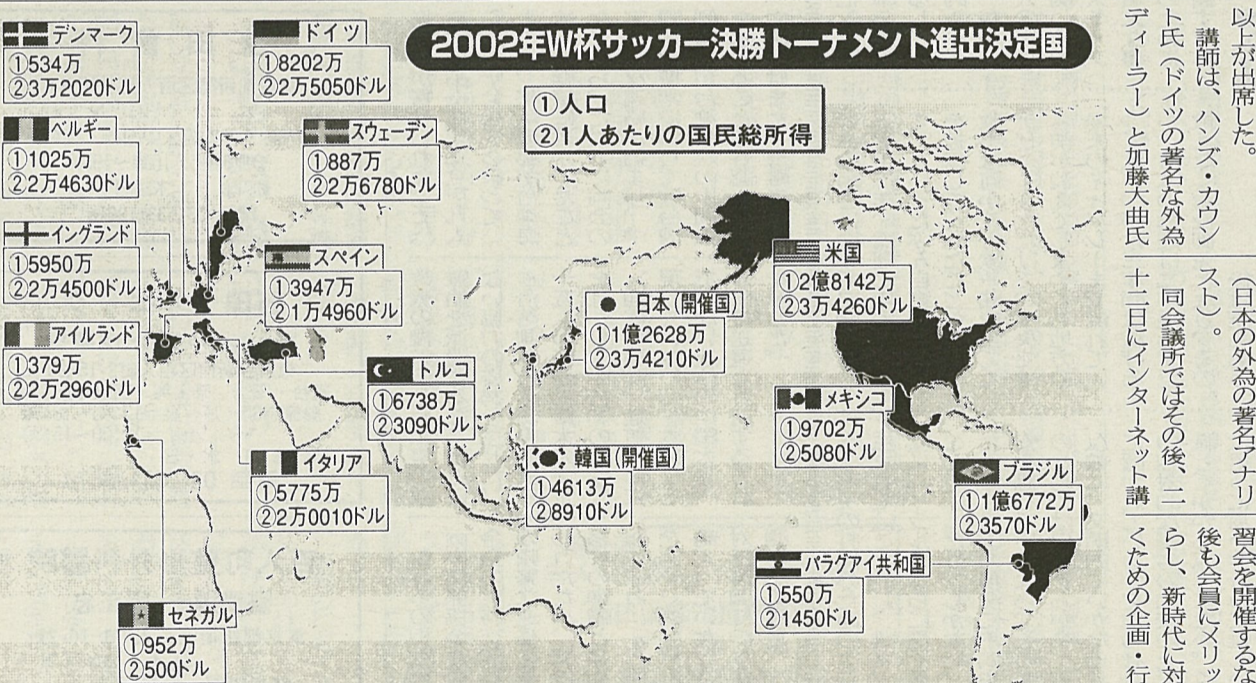 2002年W杯サッカー決勝トーナメント進出決定国
①人口
②1人あたりの国民総所得
デンマーク
①534万
②3万2020ドル
ドイツ
①8202万
②2万5050ドル
ベルギー
①1025万
②2万4630ドル
スウェーデン
①887万
②2万6780ドル
イングランド
①5950万
②2万4500ドル
スペイン
①3947万
②1万4960ドル
アイルランド
①379万
②2万2960ドル
トルコ
①6738万
②3090ドル
イタリア
①5775万
②2万0010ドル
セネガル
①952万
②500ドル
日本(開催国)
①1億2628万
②3万4210ドル
韓国(開催国)
①4613万
②8910ドル
米国
①2億8142万
②3万4260ドル
メキシコ
①9702万
②5080ドル
ブラジル
①1億6772万
②3570ドル
パラグアイ共和国
①550万
②1450ドル
以上が出席した。
講師は、ハンズ・カウン
ト氏(ドイツの著名な外為
ディーラー)と加藤大曲氏
(日本の外為の著名アナリ
スト)。
同会議所ではその後、二
十二日にインターネット講
習会を開催するな
後も会員にメリッ
らし、新時代に対
くための企画・行